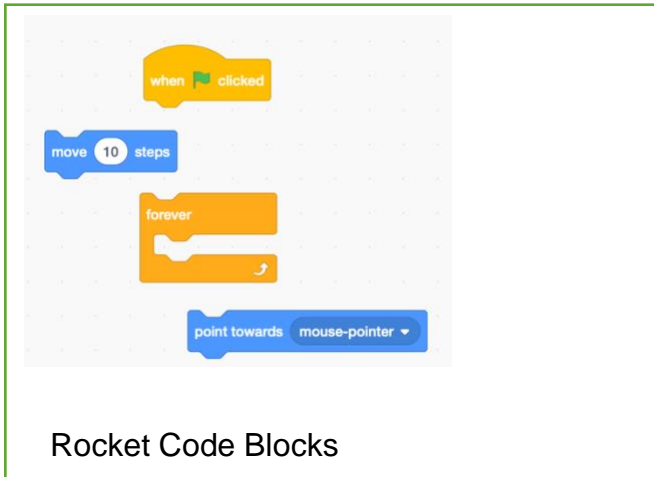 when clicked
move 10 steps
forever
point towards mouse-pointer
Rocket Code Blocks